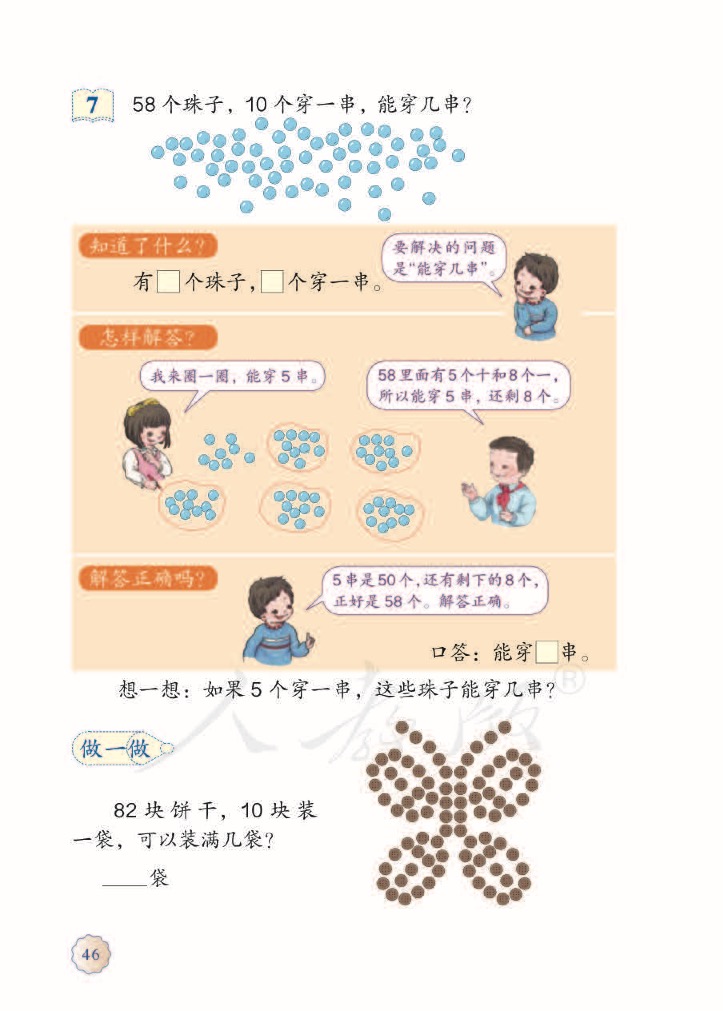 7 58个珠子，10个穿一串，能穿几串？
知道了什么？
要解决的问题
是“能穿几串”。
有□个珠子，□个穿一串。
怎样解答？
我来圈一圈，能穿5串。
58里面有5个十和8个一，
所以能穿5串，还剩8个。
解答正确吗？
5串是50个，还有剩下的8个，
正好是58个。解答正确。
口答：能穿□串。
想一想：如果5个穿一串，这些珠子能穿几串？
人教版®
做一做
82块饼干，10块装
一袋，可以装满几袋？
____袋
46